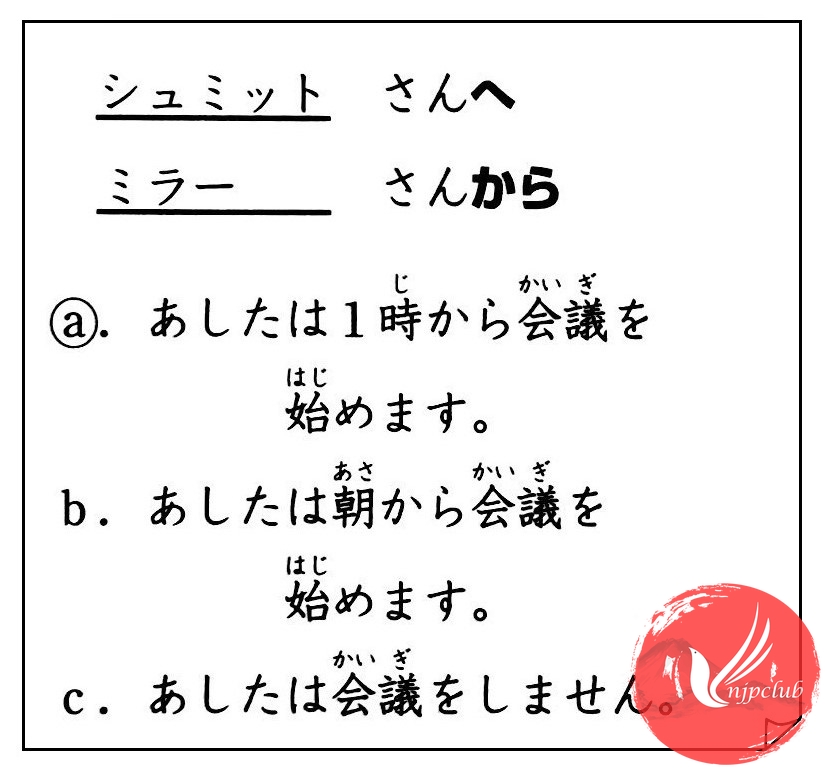 シュミット さんへ
ミラー さんから
じ かい ぎ
ⓐ. あしたは1時から会議を
はじ
始めます。
あさ かい ぎ
b. あしたは朝から会議を
はじ
始めます。
かい ぎ
c. あしたは会議をしません。
njpclub